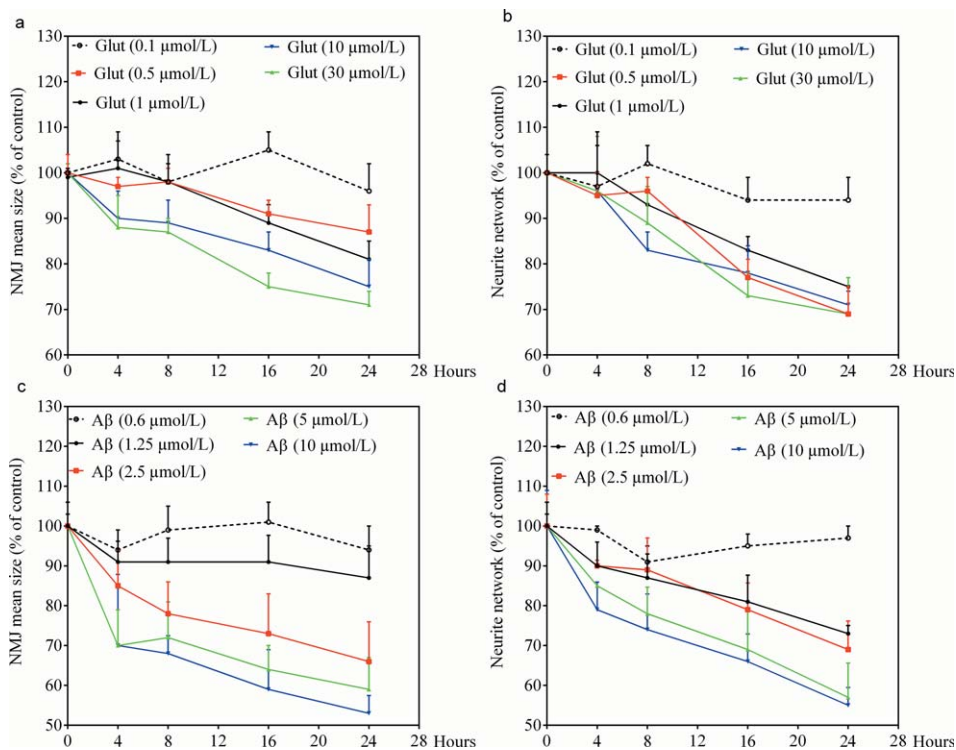 a
130
120
110
100
90
80
70
60
NMJ mean size (% of control)
Glut (0.1 µmol/L)
Glut (10 µmol/L)
Glut (0.5 µmol/L)
Glut (30 µmol/L)
Glut (1 µmol/L)
0 4 8 12 16 20 24 28 Hours
b
130
120
110
100
90
80
70
60
Neurite network (% of control)
Glut (0.1 µmol/L)
Glut (10 µmol/L)
Glut (0.5 µmol/L)
Glut (30 µmol/L)
Glut (1 µmol/L)
0 4 8 12 16 20 24 28 Hours
c
130
120
110
100
90
80
70
60
50
NMJ mean size (% of control)
Aβ (0.6 µmol/L)
Aβ (5 µmol/L)
Aβ (1.25 µmol/L)
Aβ (10 µmol/L)
Aβ (2.5 µmol/L)
0 4 8 12 16 20 24 28 Hours
d
130
120
110
100
90
80
70
60
50
Neurite network (% of control)
Aβ (0.6 µmol/L)
Aβ (5 µmol/L)
Aβ (1.25 µmol/L)
Aβ (10 µmol/L)
Aβ (2.5 µmol/L)
0 4 8 12 16 20 24 28 Hours